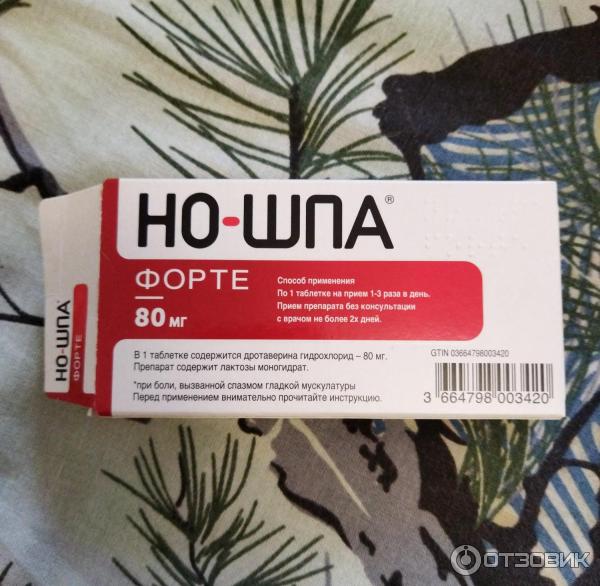 НО-ШПА®
ФОРТЕ
80 мг
Способ применения
По 1 таблетке на прием 1-3 раза в день.
Прием препарата без консультации
с врачом не более 2х дней.
В 1 таблетке содержится дротаверина гидрохлорид – 80 мг.
Препарат содержит лактозы моногидрат.
*при боли, вызванной спазмом гладкой мускулатуры
Перед применением внимательно прочитайте инструкцию.
GTIN 03664798003420
3 664798 003420
НО-ШПА®
ФОРТЕ
ОТЗОВИК